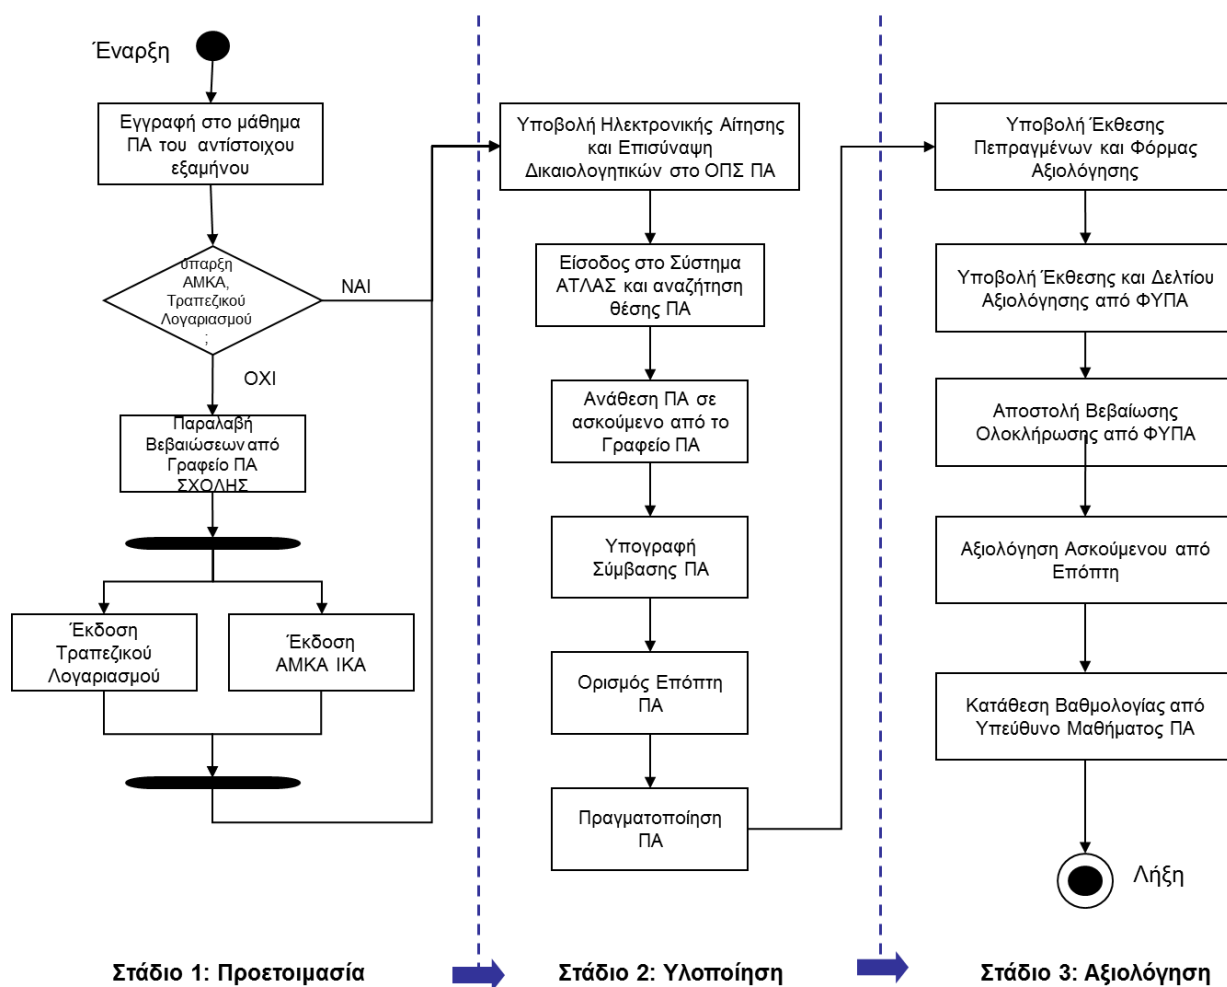 Έναρξη
Εγγραφή στο μάθημα
ΠΑ του αντίστοιχου
εξαμήνου
ύπαρξη
ΑΜΚΑ,
Τραπεζικού
Λογαριασμού
;
ΝΑΙ
ΟΧΙ
Παραλαβή
Βεβαιώσεων από
Γραφείο ΠΑ
ΣΧΟΛΗΣ
Έκδοση
Τραπεζικού
Λογαριασμού
Έκδοση
ΑΜΚΑ ΙΚΑ
Υποβολή Ηλεκτρονικής Αίτησης
και Επισύναψη
Δικαιολογητικών στο ΟΠΣ ΠΑ
Είσοδος στο Σύστημα
ΑΤΛΑΣ και αναζήτηση
θέσης ΠΑ
Ανάθεση ΠΑ σε
ασκούμενο από το
Γραφείο ΠΑ
Υπογραφή
Σύμβασης ΠΑ
Ορισμός Επόπτη
ΠΑ
Πραγματοποίηση
ΠΑ
Υποβολή Έκθεσης
Πεπραγμένων και Φόρμας
Αξιολόγησης
Υποβολή Έκθεσης και Δελτίου
Αξιολόγησης από ΦΥΠΑ
Αποστολή Βεβαίωσης
Ολοκλήρωσης από ΦΥΠΑ
Αξιολόγηση Ασκούμενου από
Επόπτη
Κατάθεση Βαθμολογίας από
Υπεύθυνο Μαθήματος ΠΑ
Λήξη
Στάδιο 1: Προετοιμασία
Στάδιο 2: Υλοποίηση
Στάδιο 3: Αξιολόγηση